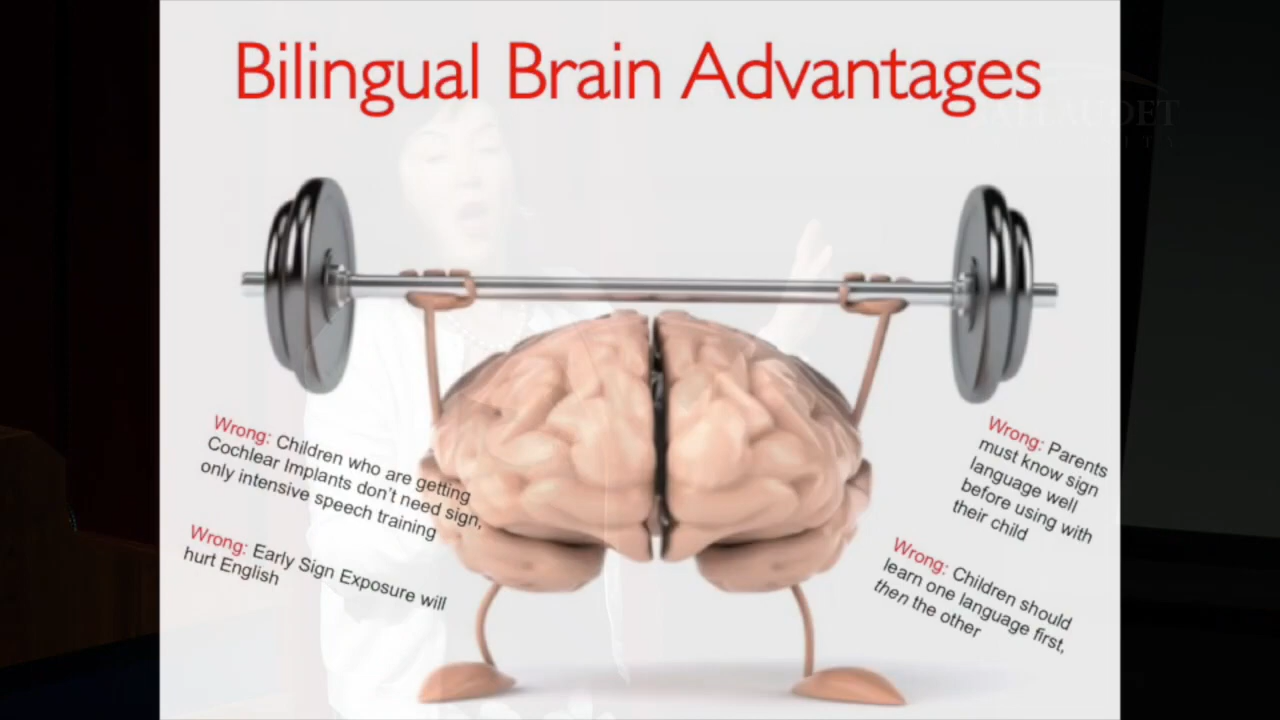 Bilingual Brain Advantages
GALLAUDET
Wrong: Children who are getting
Cochlear Implants don't need sign,
only intensive speech training
Wrong: Early Sign Exposure will
hurt English
Wrong: Parents
must know sign
language well
before using with
their child
Wrong: Children should
learn one language first,
then the other